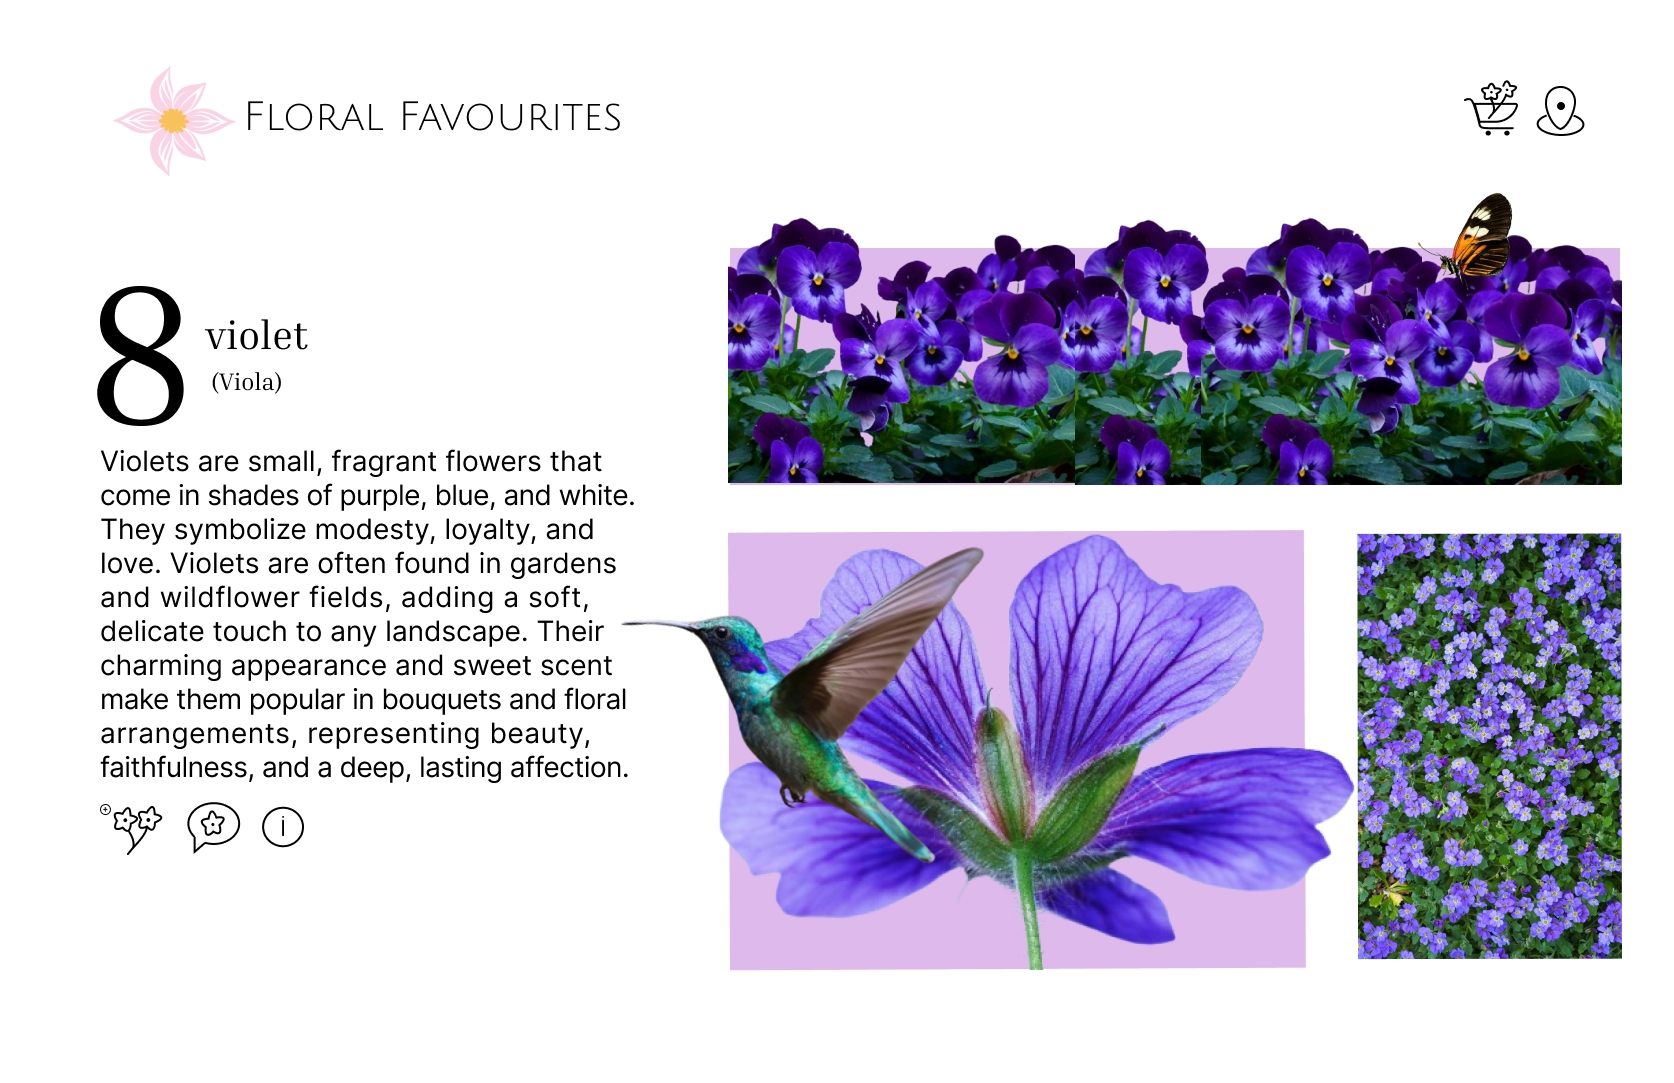 Floral Favourites
8
violet
(Viola)
Violets are small, fragrant flowers that
come in shades of purple, blue, and white.
They symbolize modesty, loyalty, and
love. Violets are often found in gardens
and wildflower fields, adding a soft,
delicate touch to any landscape. Their
charming appearance and sweet scent
make them popular in bouquets and floral
arrangements, representing beauty,
faithfulness, and a deep, lasting affection.
i